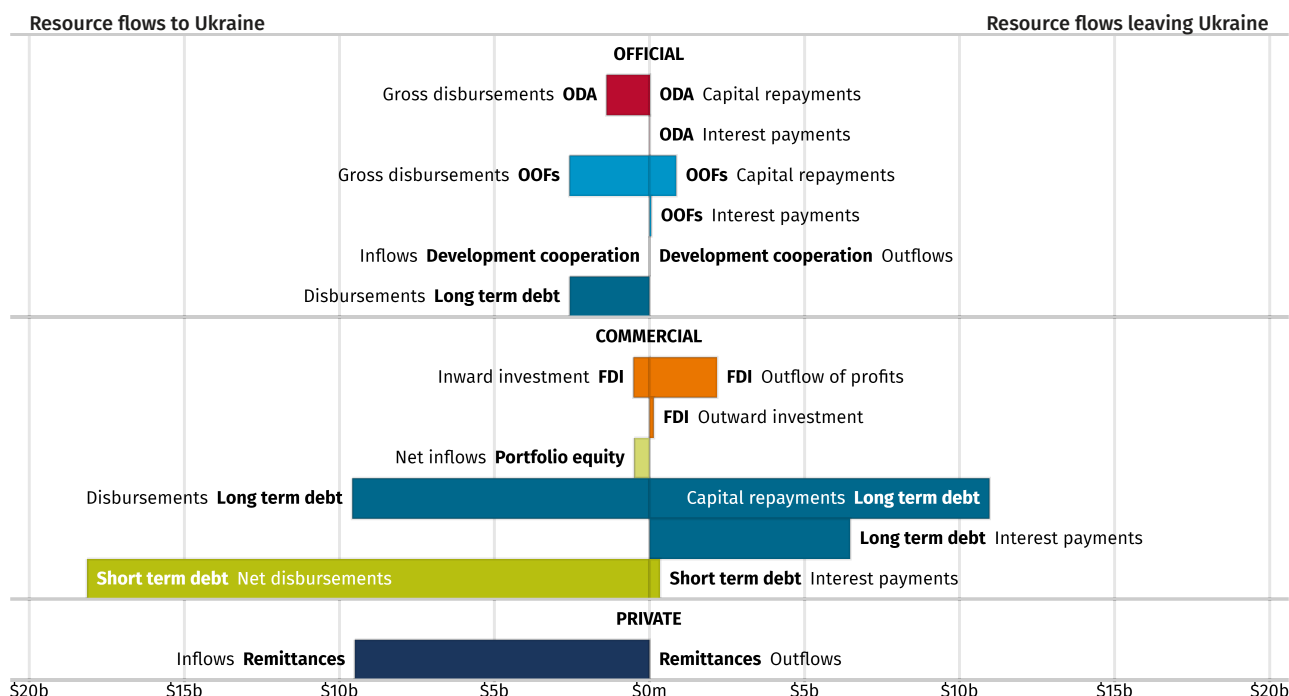 Resource flows to Ukraine Resource flows leaving Ukraine
OFFICIAL
Gross disbursements ODA ODA Capital repayments
ODA Interest payments
Gross disbursements OOFs OOFs Capital repayments
OOFs Interest payments
Inflows Development cooperation Development cooperation Outflows
Disbursements Long term debt
COMMERCIAL
Inward investment FDI FDI Outflow of profits
FDI Outward investment
Net inflows Portfolio equity
Disbursements Long term debt Capital repayments Long term debt
Long term debt Interest payments
Short term debt Net disbursements Short term debt Interest payments
PRIVATE
Inflows Remittances Remittances Outflows
$20b $15b $10b $5b $0m $5b $10b $15b $20b